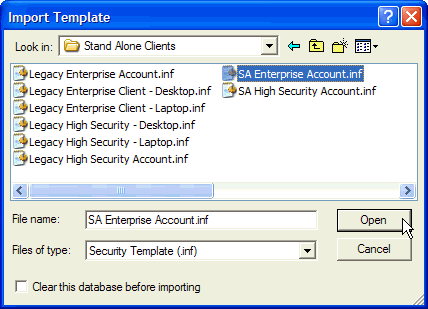 Import Template
Look in: Stand Alone Clients
Legacy Enterprise Account.inf
Legacy Enterprise Client - Desktop.inf
Legacy Enterprise Client - Laptop.inf
Legacy High Security - Desktop.inf
Legacy High Security - Laptop.inf
Legacy High Security Account.inf
SA Enterprise Account.inf
SA High Security Account.inf
File name: SA Enterprise Account.inf Open
Files of type: Security Template (.inf) Cancel
Clear this database before importing